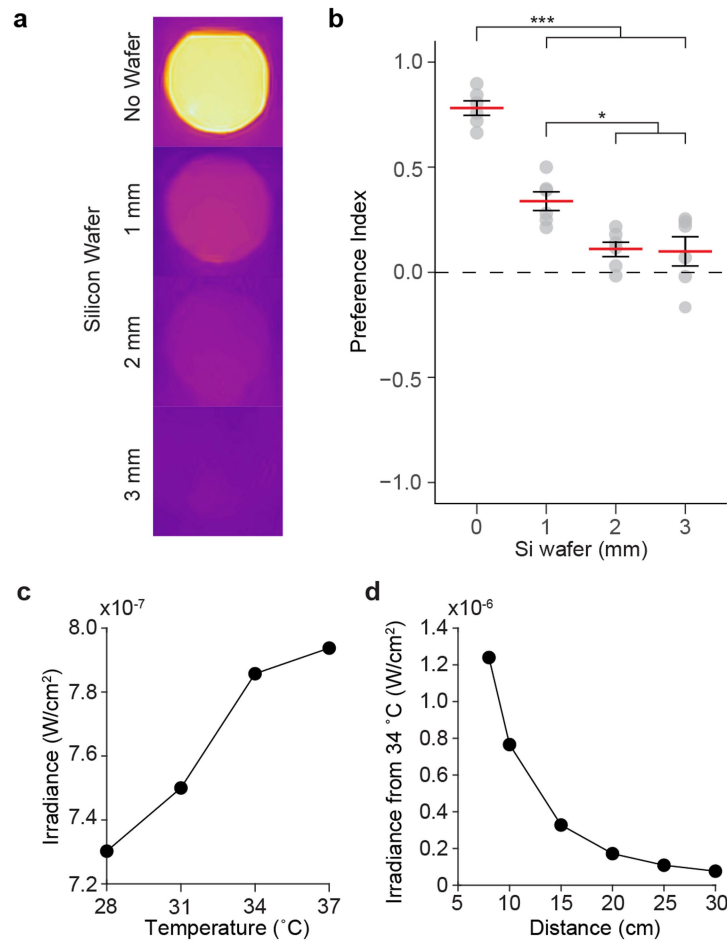 a
No Wafer
1 mm
2 mm
3 mm
Silicon Wafer
b
***
*
1.0
0.5
0.0
−0.5
−1.0
Preference Index
0 1 2 3
Si wafer (mm)
c
x10⁻⁷
8.0
7.8
7.6
7.4
7.2
Irradiance (W/cm²)
28 31 34 37
Temperature (˚C)
d
x10⁻⁶
1.4
1.2
1.0
0.8
0.6
0.4
0.2
0
Irradiance from 34 ˚C (W/cm²)
5 10 15 20 25 30
Distance (cm)